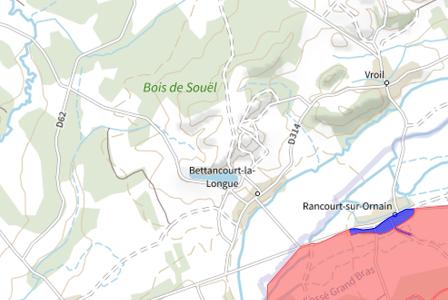 Vroil
Bois de Souël
D62
D314
Bettancourt-la-
Longue
Rancourt-sur-Ornain
Fossé Grand Bras